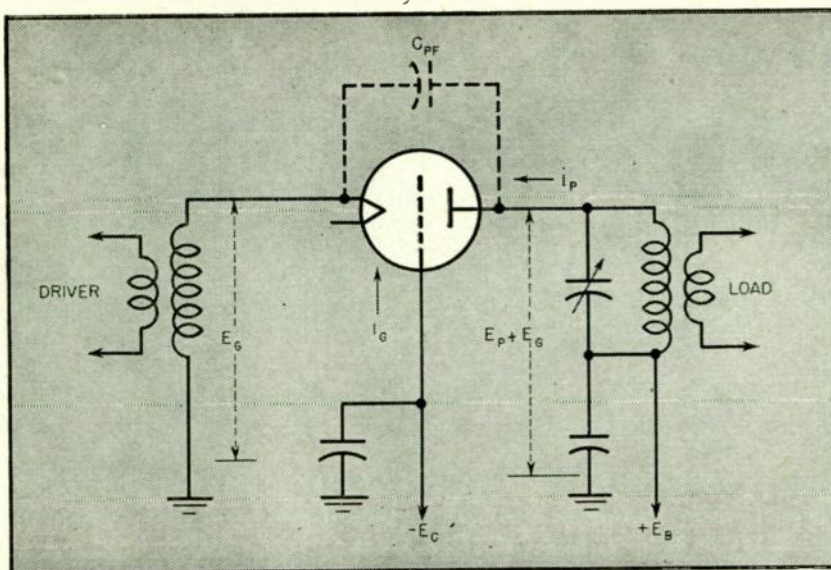 C_PF
i_P
DRIVER
E_G
I_G
E_P + E_G
LOAD
-E_C
+E_B